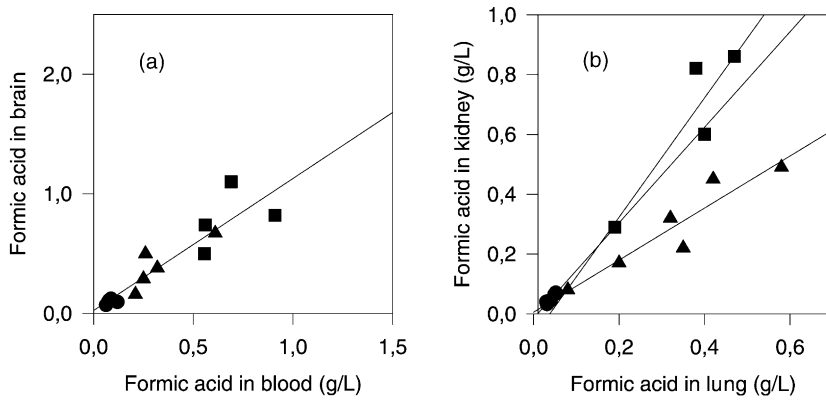 (a)
2,0
1,0
0,0
0,0 0,5 1,0 1,5
Formic acid in brain
Formic acid in blood (g/L)
(b)
1,0
0,8
0,6
0,4
0,2
0,0
0,0 0,2 0,4 0,6
Formic acid in kidney (g/L)
Formic acid in lung (g/L)